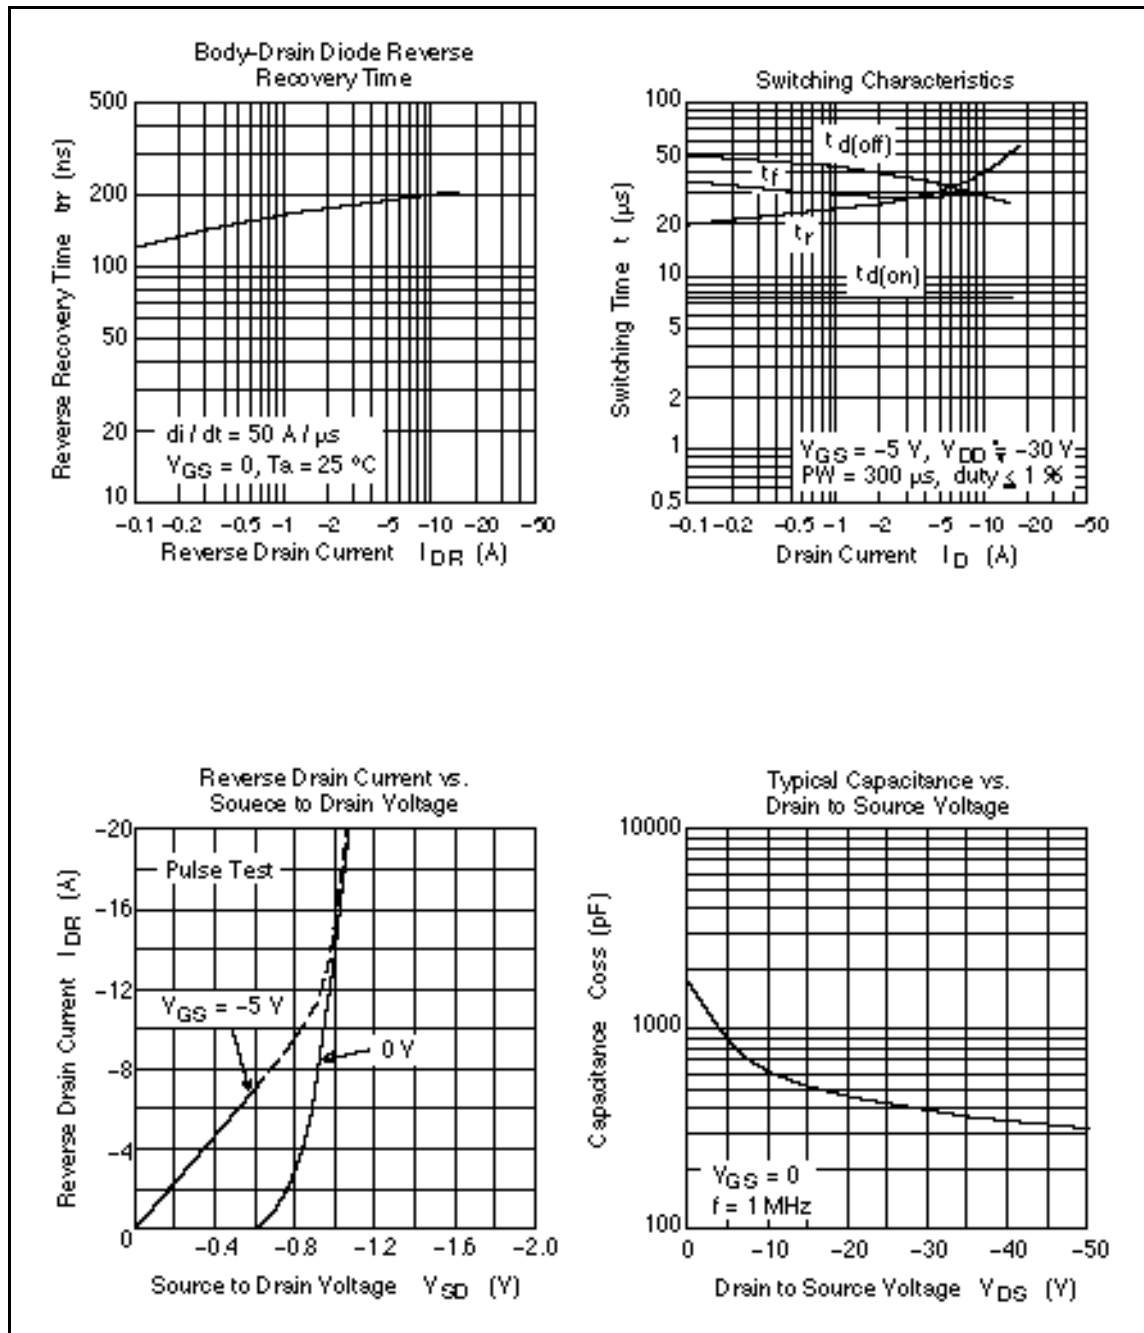 Body–Drain Diode Reverse
Recovery Time
Reverse Recovery Time trr (ns)
500
200
100
50
20
10
di / dt = 50 A / µs
VGS = 0, Ta = 25 °C
–0.1 –0.2 –0.5 –1 –2 –5 –10 –20 –50
Reverse Drain Current IDR (A)
Switching Characteristics
Switching Time t (µs)
100
50
20
10
5
2
1
0.5
td(off)
tf
tr
td(on)
VGS = –5 V, VDD ≒ –30 V
PW = 300 µs, duty ≤ 1 %
–0.1 –0.2 –0.5 –1 –2 –5 –10 –20 –50
Drain Current ID (A)
Reverse Drain Current vs.
Souece to Drain Voltage
Reverse Drain Current IDR (A)
–20
–16
–12
–8
–4
0
Pulse Test
VGS = –5 V
0 V
–0.4 –0.8 –1.2 –1.6 –2.0
Source to Drain Voltage VSD (V)
Typical Capacitance vs.
Drain to Source Voltage
Capacitance Coss (pF)
10000
1000
100
VGS = 0
f = 1 MHz
0 –10 –20 –30 –40 –50
Drain to Source Voltage VDS (V)